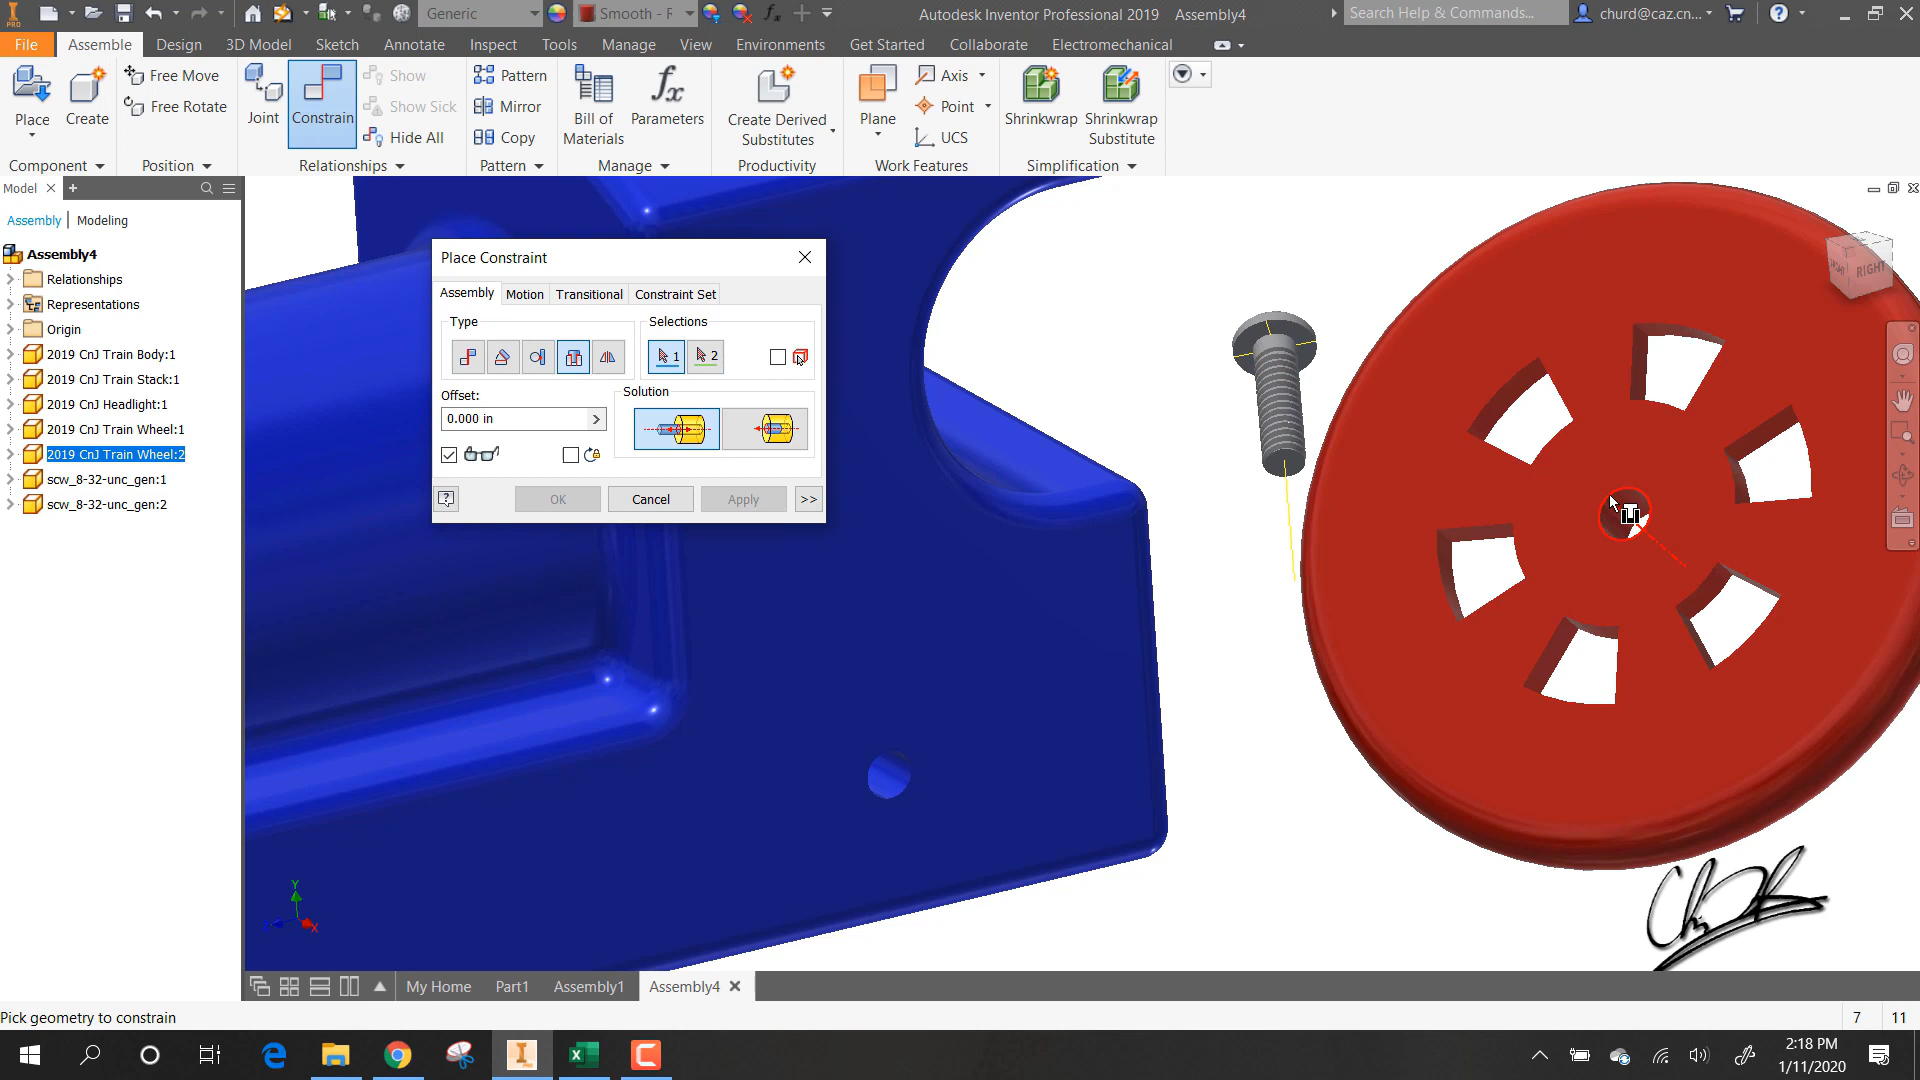 Generic
Smooth - R
Autodesk Inventor Professional 2019 Assembly4
Search Help & Commands...
churd@caz.cn...
PRO
File Assemble Design 3D Model Sketch Annotate Inspect Tools Manage View Environments Get Started Collaborate Electromechanical
Place
Create
Free Move
Free Rotate
Joint
Constrain
Show
Show Sick
Hide All
Pattern
Mirror
Copy
Bill of
Materials
fx
Parameters
Create Derived
Substitutes
Plane
Axis
Point
UCS
Shrinkwrap
Shrinkwrap
Substitute
Component Position Relationships Pattern Manage Productivity Work Features Simplification
Model
Assembly | Modeling
Assembly4
Relationships
Representations
Origin
2019 CnJ Train Body:1
2019 CnJ Train Stack:1
2019 CnJ Headlight:1
2019 CnJ Train Wheel:1
2019 CnJ Train Wheel:2
scw_8-32-unc_gen:1
scw_8-32-unc_gen:2
Place Constraint
Assembly Motion Transitional Constraint Set
Type
Selections
1
2
Offset:
0.000 in
Solution
OK
Cancel
Apply
>>
RIGHT
Y
My Home Part1 Assembly1 Assembly4
Pick geometry to constrain
7 11
2:18 PM
1/11/2020